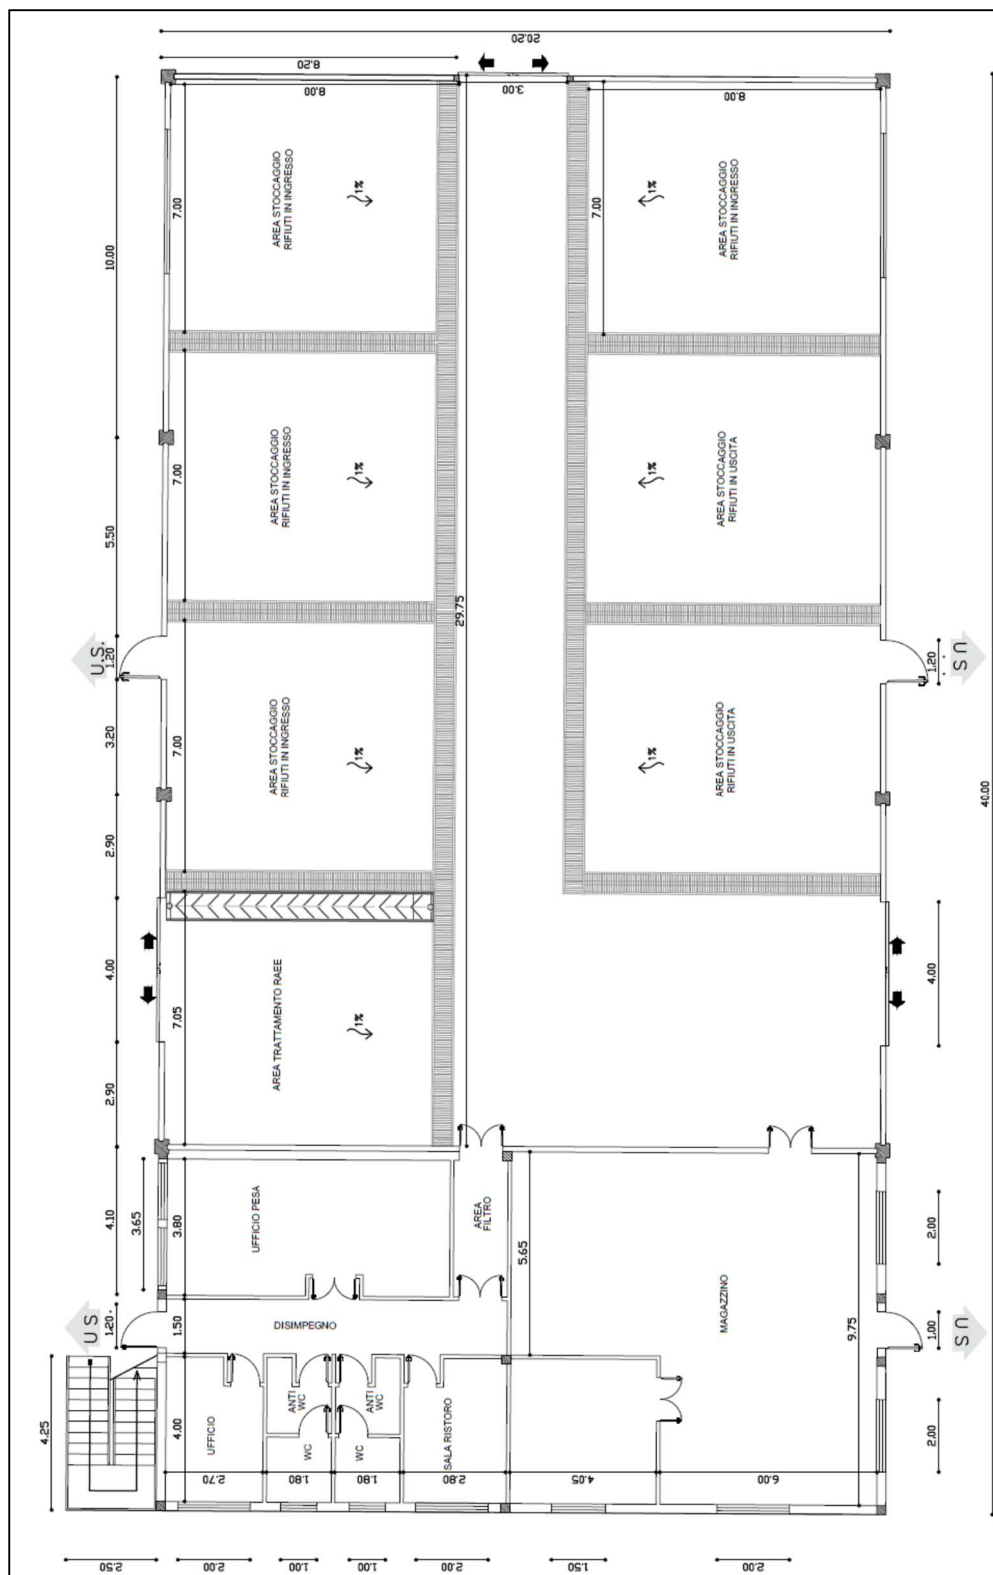 20.20
8.20
8.00
3.00
8.00
10.00
7.00
AREA STOCCAGGIO
RIFIUTI IN INGRESSO
1%
1%
7.00
AREA STOCCAGGIO
RIFIUTI IN INGRESSO
5.50
7.00
AREA STOCCAGGIO
RIFIUTI IN INGRESSO
1%
1%
AREA STOCCAGGIO
RIFIUTI IN USCITA
29.75
U.S.
1.20
1.20
U.S.
3.20
7.00
AREA STOCCAGGIO
RIFIUTI IN INGRESSO
1%
1%
AREA STOCCAGGIO
RIFIUTI IN USCITA
40.00
2.90
4.00
7.05
AREA TRATTAMENTO RAEE
1%
4.00
2.90
4.10
3.65
3.80
UFFICIO PESA
AREA
FILTRO
5.65
2.00
MAGAZZINO
9.75
U S
1.20
1.50
DISIMPEGNO
1.00
U S
4.25
4.00
UFFICIO
ANTI
WC
WC
ANTI
WC
WC
SALA RISTORO
2.00
2.70
1.80
1.80
2.80
4.05
6.00
2.50
2.00
1.00
1.00
2.00
1.50
2.00